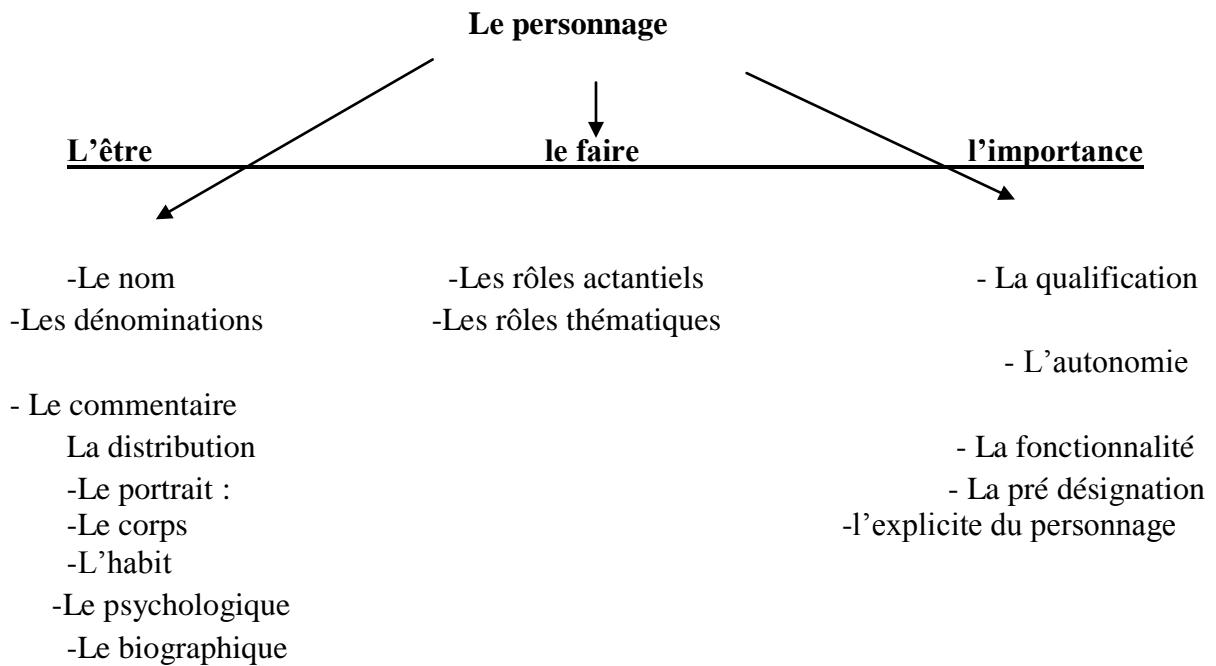 Le personnage
L’être le faire l’importance
-Le nom -Les rôles actantiels - La qualification
-Les dénominations -Les rôles thématiques
- L’autonomie
- Le commentaire
La distribution - La fonctionnalité
-Le portrait : - La pré désignation
-Le corps -l’explicite du personnage
-L’habit
-Le psychologique
-Le biographique